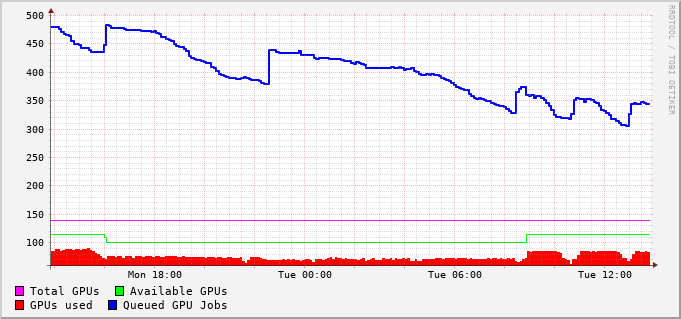 500
450
400
350
300
250
200
150
100
Mon 18:00 Tue 00:00 Tue 06:00 Tue 12:00
Total GPUs Available GPUs
GPUs used Queued GPU Jobs
RRDTOOL / TOBI OETIKER